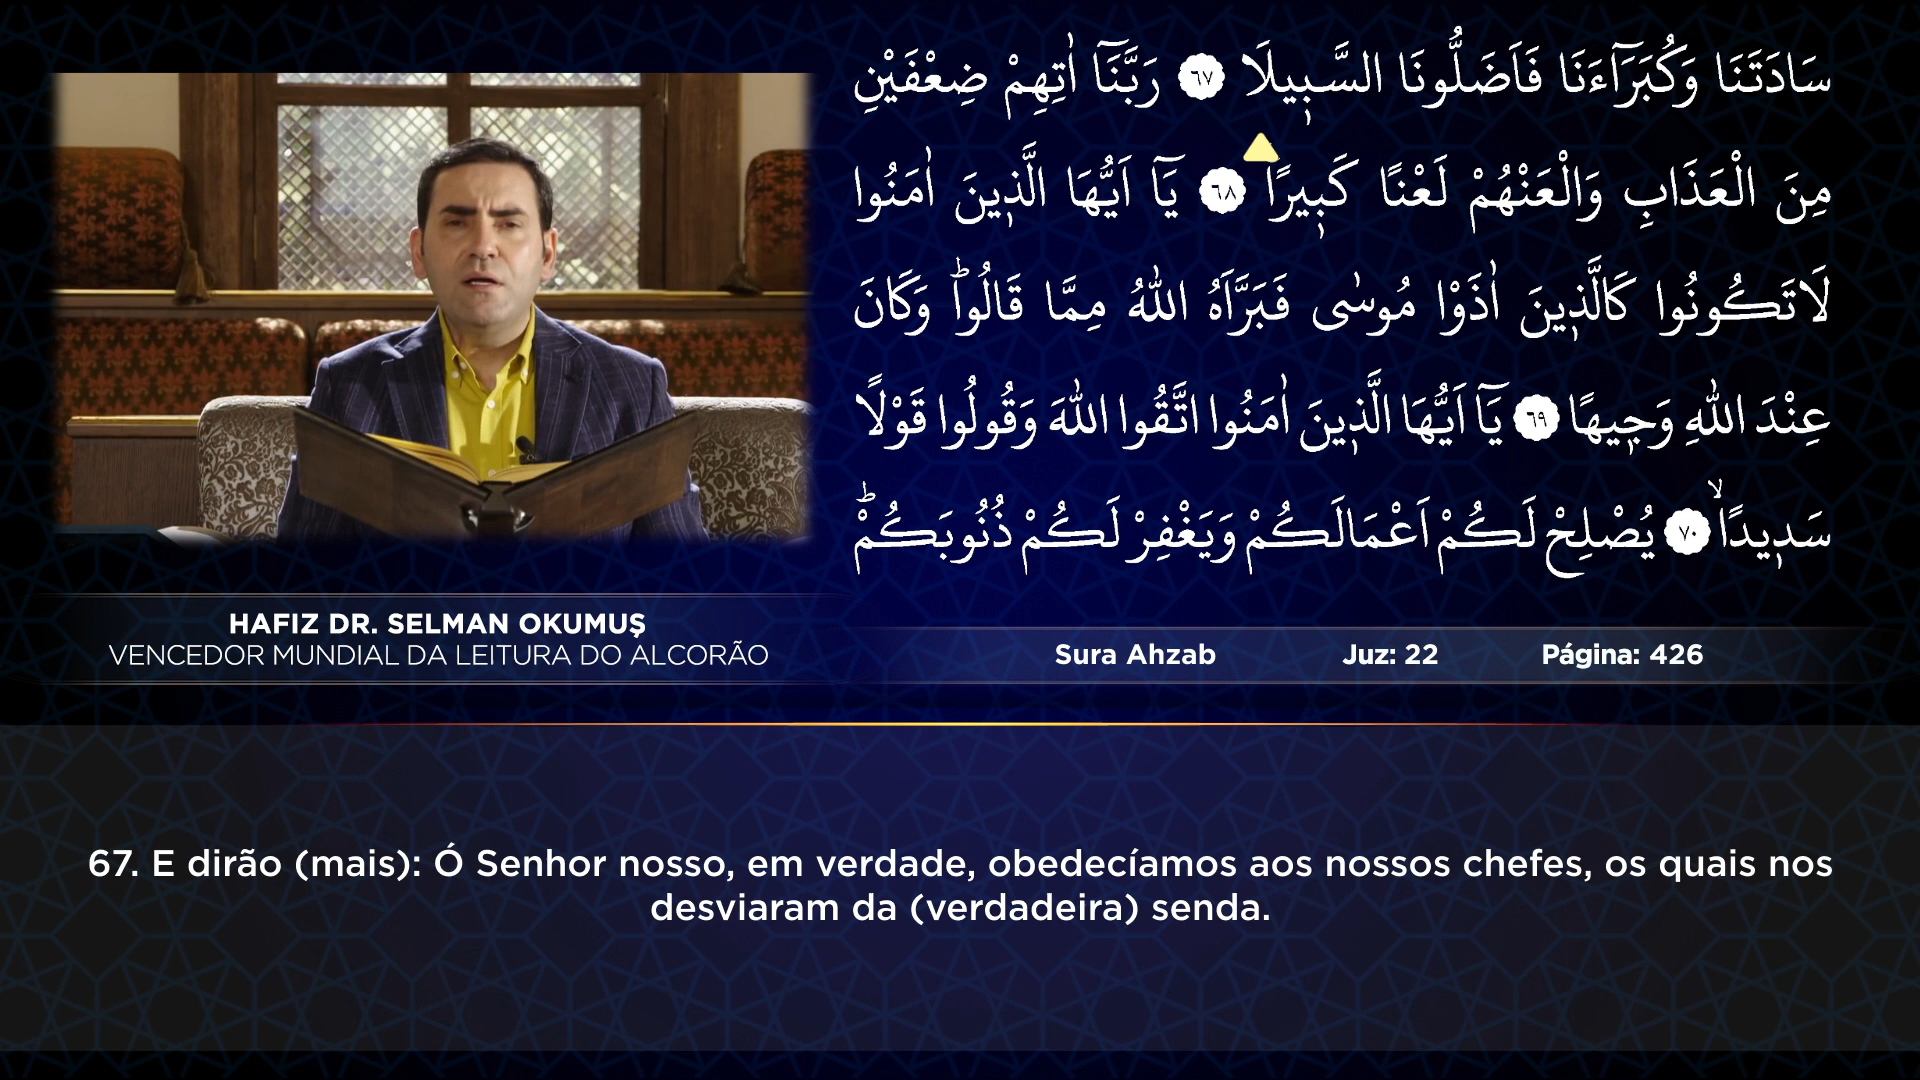 سَادَتَنَا وَكُبَرَآءَنَا فَاَضَلُّونَا السَّبِيلَا ٦٧ رَبَّنَآ اٰتِهِمْ ضِعْفَيْنِ
مِنَ الْعَذَابِ وَالْعَنْهُمْ لَعْنًا كَبِيرًا ٦٨ يَآ اَيُّهَا الَّذِينَ اٰمَنُوا
لَاتَكُونُوا كَالَّذِينَ اٰذَوْا مُوسٰى فَبَرَّاَهُ اللّٰهُ مِمَّا قَالُواۜ وَكَانَ
عِنْدَ اللّٰهِ وَجِيهًا ٦٩ يَآ اَيُّهَا الَّذِينَ اٰمَنُوا اتَّقُوا اللّٰهَ وَقُولُوا قَوْلًا
سَدِيدًاۙ ٧٠ يُصْلِحْ لَكُمْ اَعْمَالَكُمْ وَيَغْفِرْ لَكُمْ ذُنُوبَكُمْۜ
HAFIZ DR. SELMAN OKUMUŞ
VENCEDOR MUNDIAL DA LEITURA DO ALCORÃO
Sura Ahzab Juz: 22 Página: 426
67. E dirão (mais): Ó Senhor nosso, em verdade, obedecíamos aos nossos chefes, os quais nos
desviaram da (verdadeira) senda.